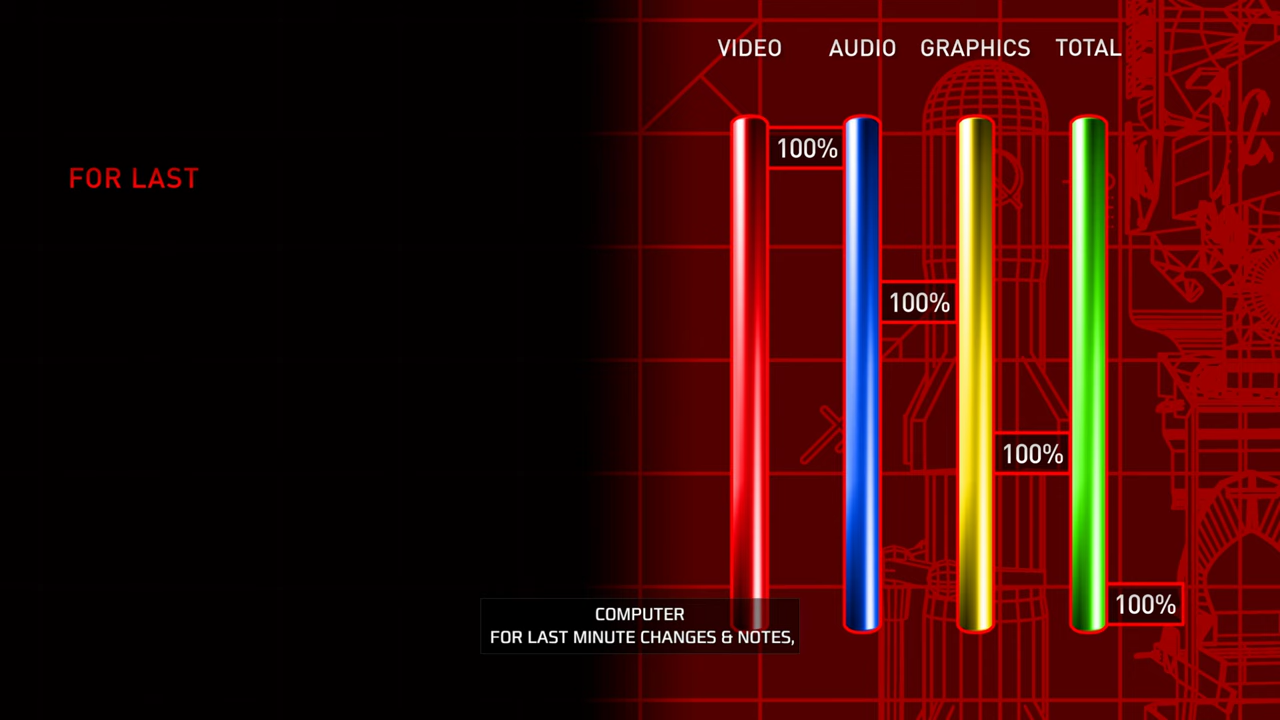 VIDEO AUDIO GRAPHICS TOTAL
100%
FOR LAST
100%
100%
100%
COMPUTER
FOR LAST MINUTE CHANGES & NOTES,